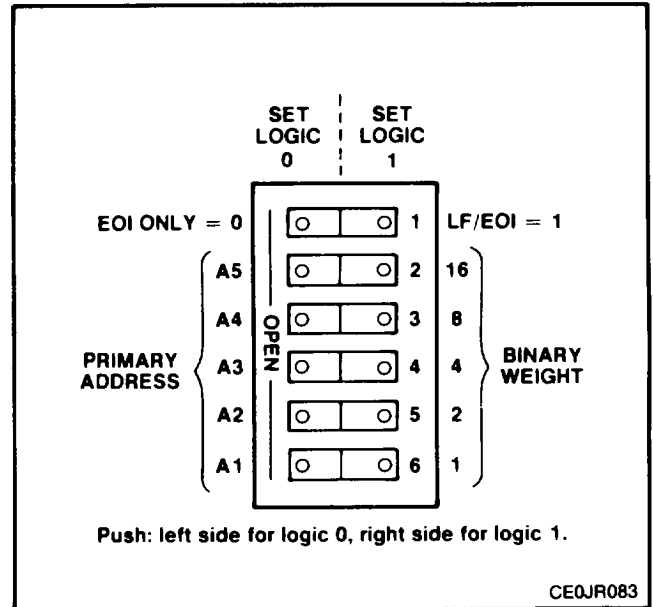 SET SET
LOGIC LOGIC
0 1
EOI ONLY = 0 1 LF/EOI = 1
A5 2 16
A4 3 8
OPEN
PRIMARY ADDRESS A3 4 4 BINARY WEIGHT
A2 5 2
A1 6 1
Push: left side for logic 0, right side for logic 1.
CE0JR083